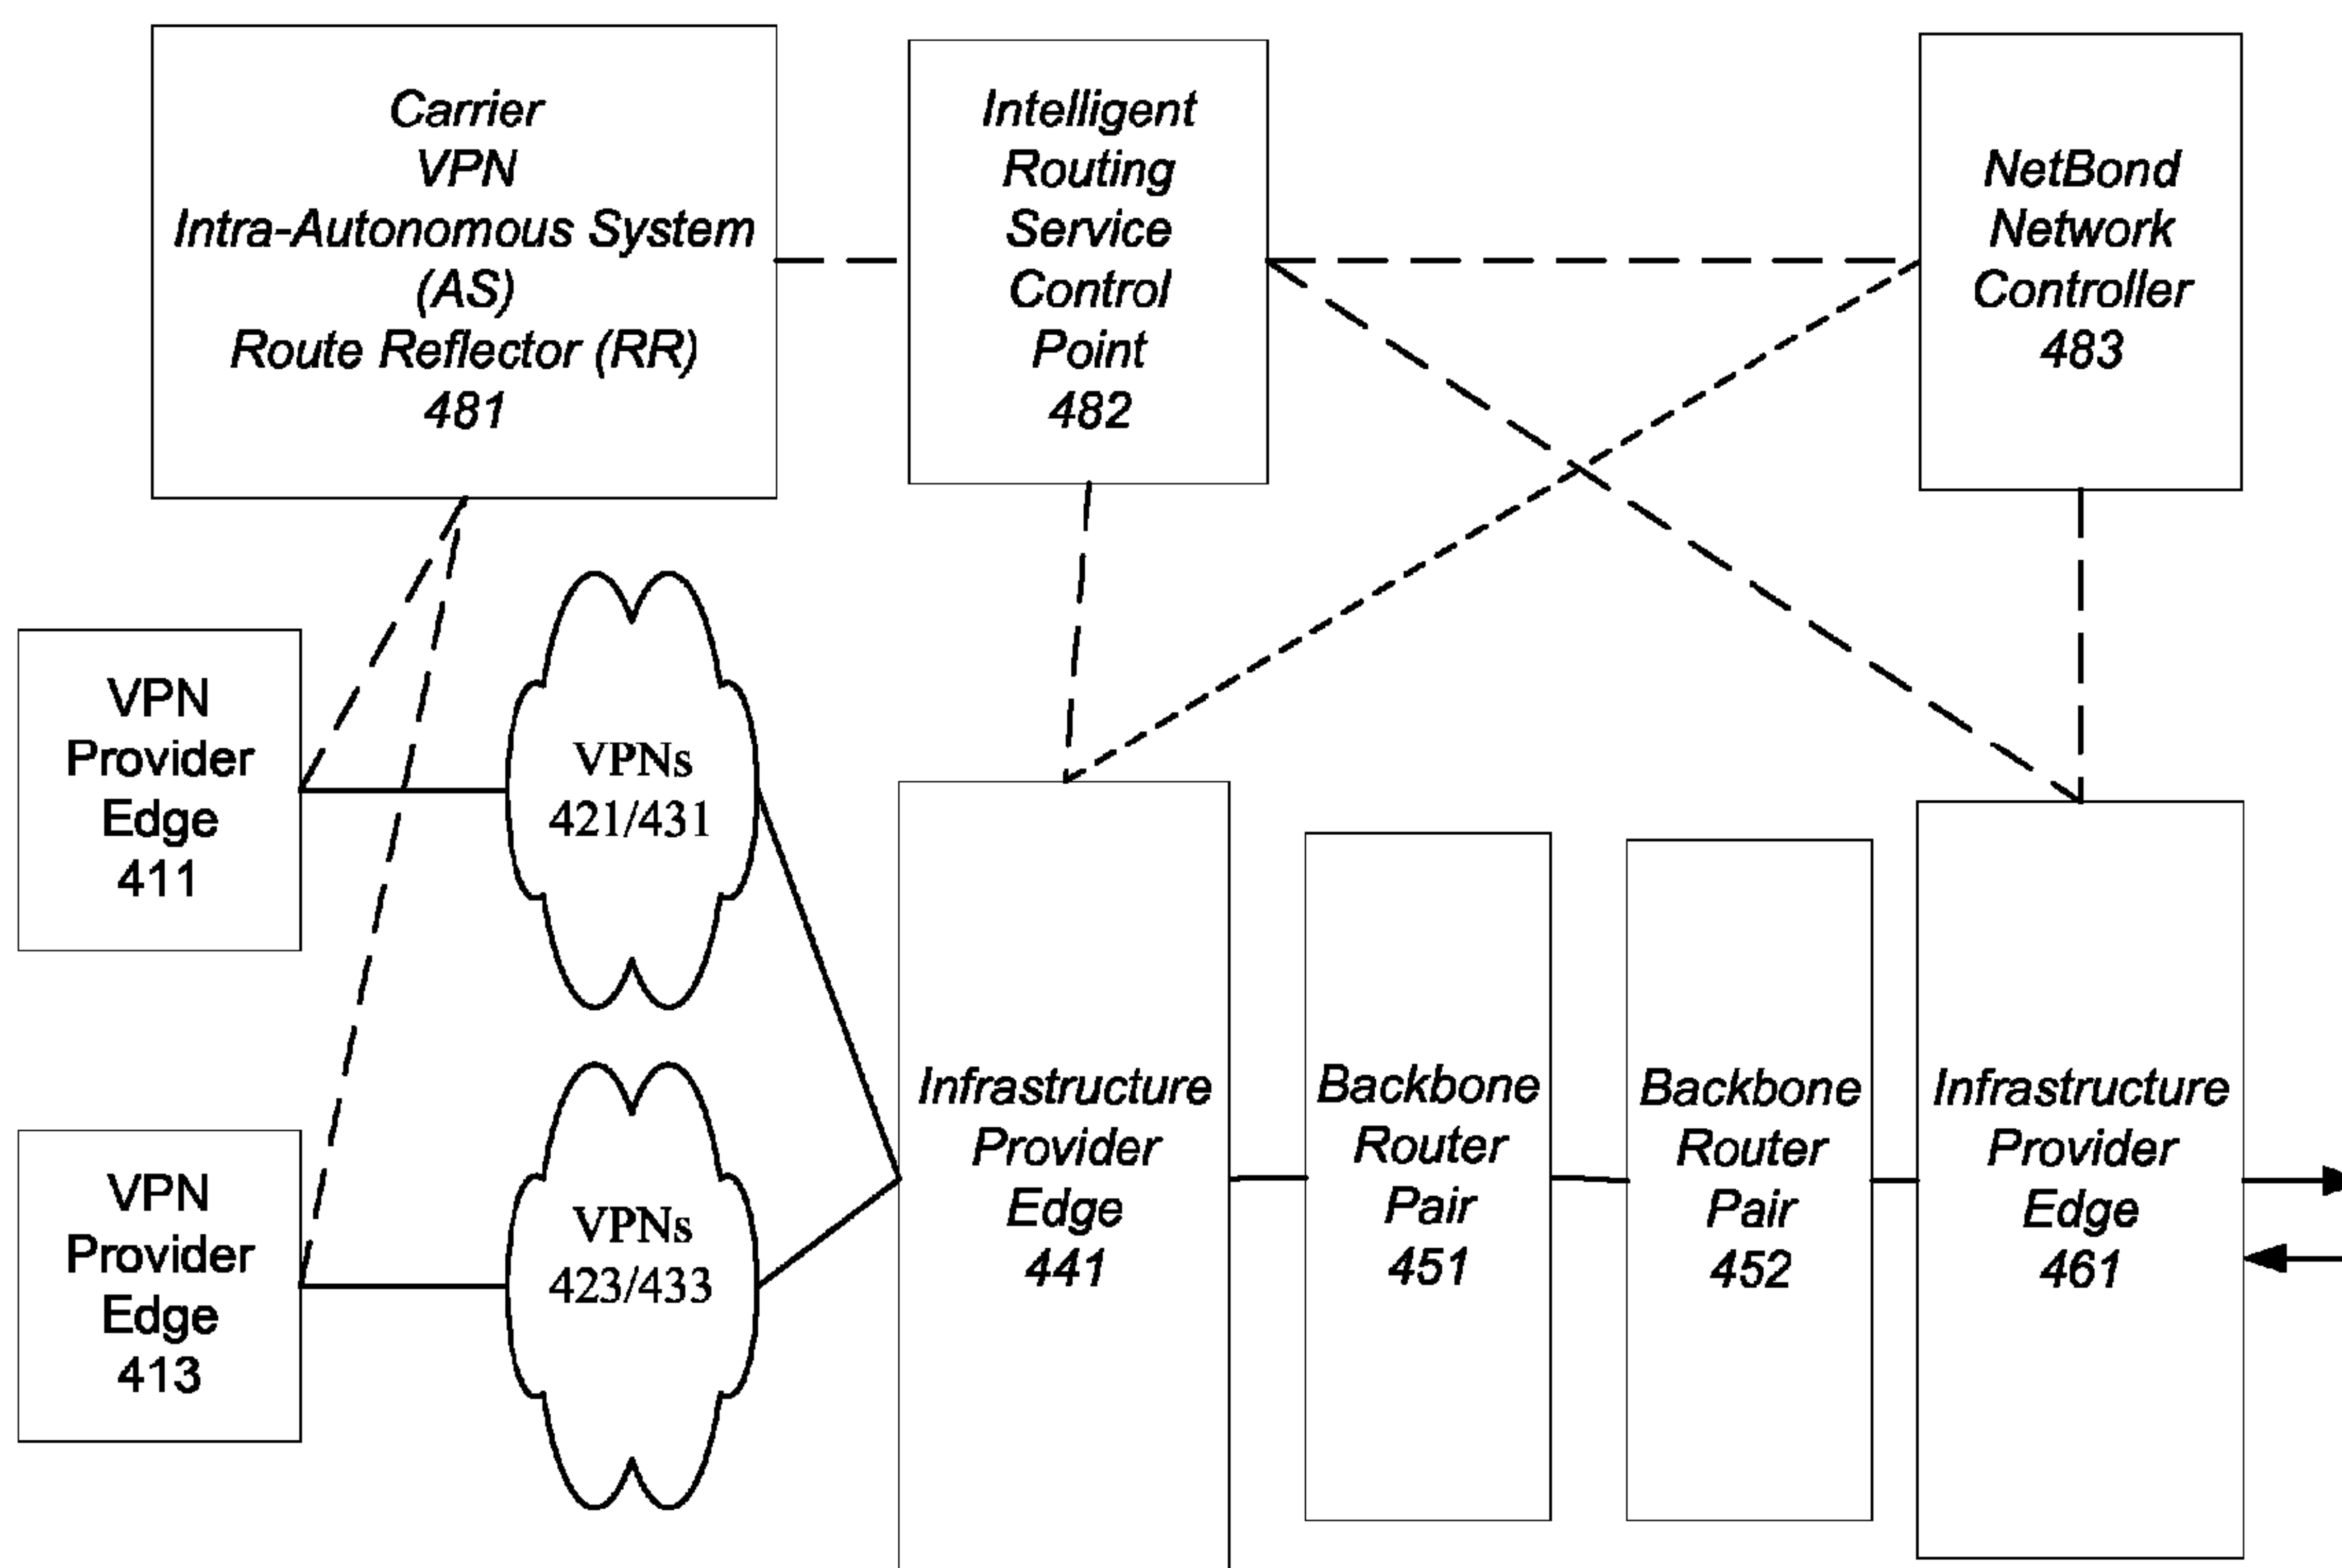 Carrier
VPN
Intra-Autonomous System
(AS)
Route Reflector (RR)
481
Intelligent
Routing
Service
Control
Point
482
NetBond
Network
Controller
483
VPN
Provider
Edge
411
VPNs
421/431
VPN
Provider
Edge
413
VPNs
423/433
Infrastructure
Provider
Edge
441
Backbone
Router
Pair
451
Backbone
Router
Pair
452
Infrastructure
Provider
Edge
461